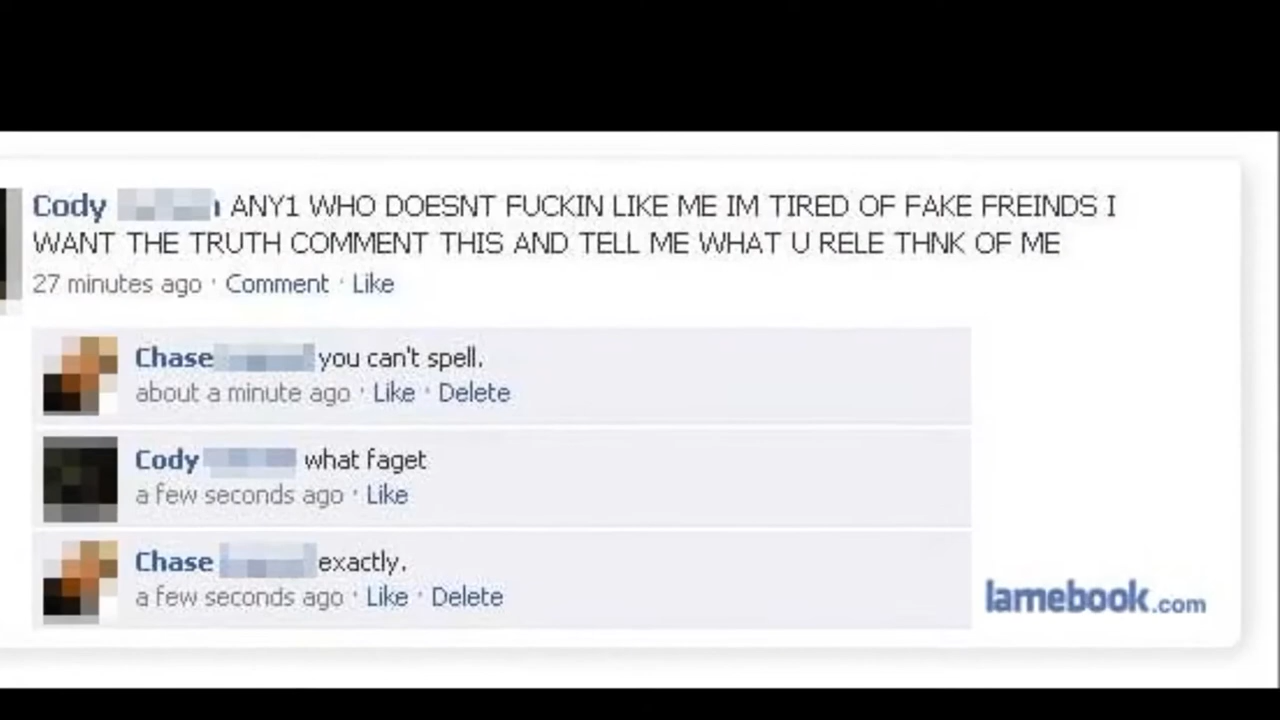 Cody ANY1 WHO DOESNT FUCKIN LIKE ME IM TIRED OF FAKE FREINDS I
WANT THE TRUTH COMMENT THIS AND TELL ME WHAT U RELE THNK OF ME
27 minutes ago · Comment · Like
Chase you can't spell.
about a minute ago · Like · Delete
Cody what faget
a few seconds ago · Like
Chase exactly.
a few seconds ago · Like · Delete
lamebook.com